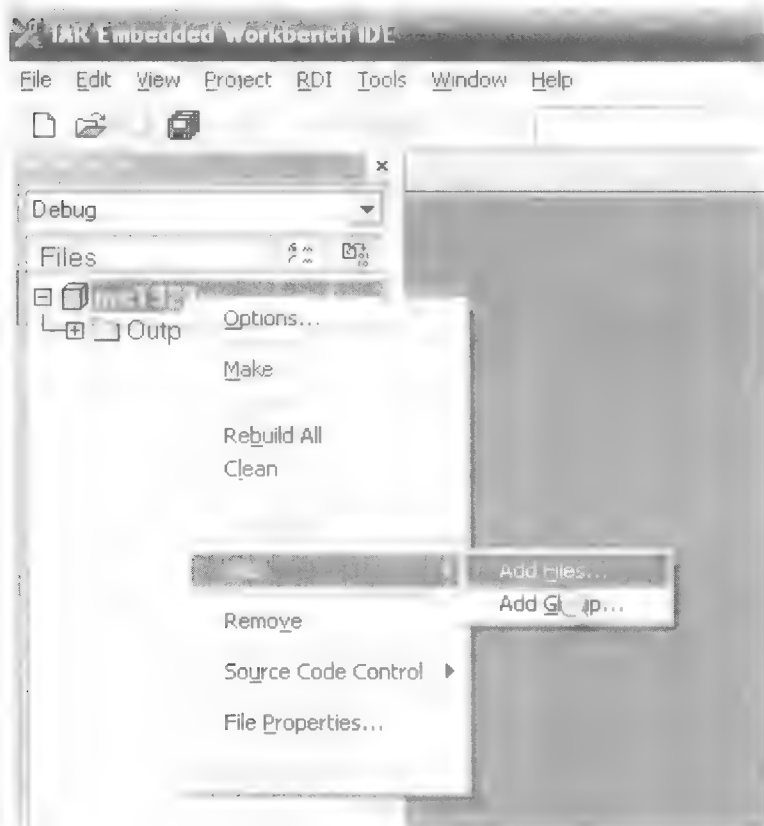 IAR Embedded Workbench IDE
File Edit View Project RDI Tools Window Help
Debug
Files
Outp
Options...
Make
Rebuild All
Clean
Add Files...
Add
Remove
Source Code Control
File Properties...